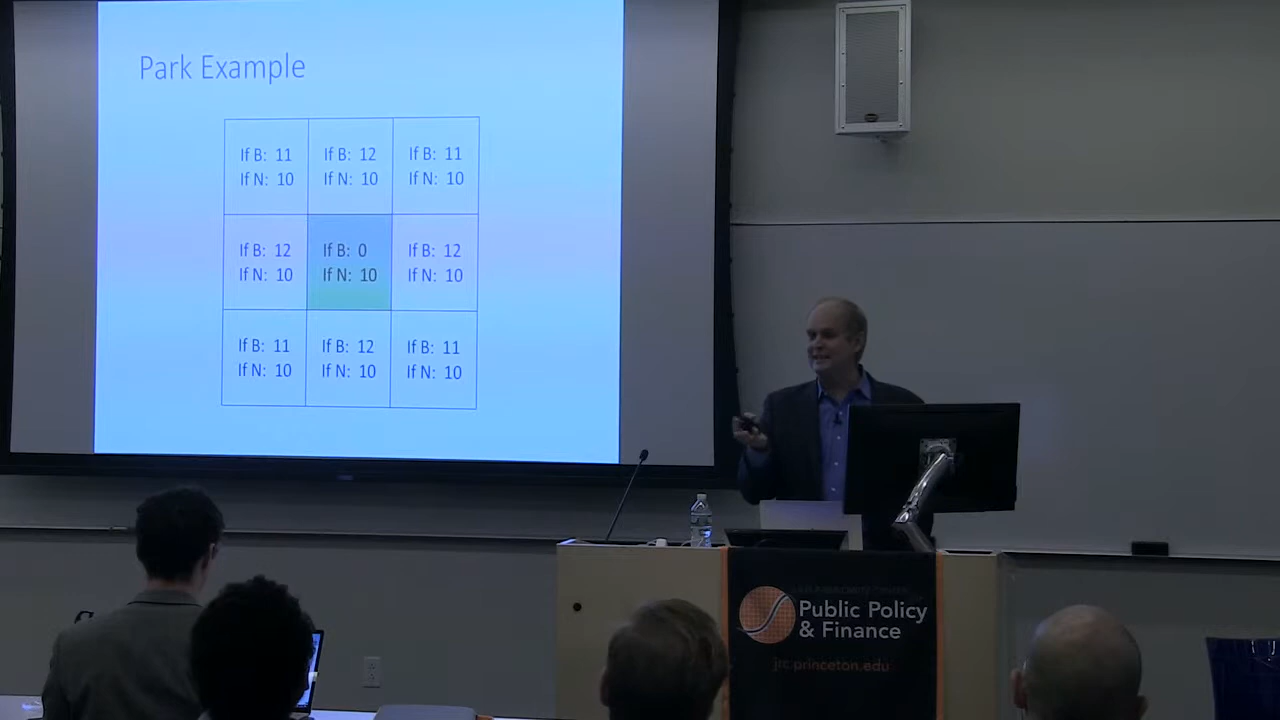 Park Example
If B: 11
If N: 10
If B: 12
If N: 10
If B: 11
If N: 10
If B: 12
If N: 10
If B: 0
If N: 10
If B: 12
If N: 10
If B: 11
If N: 10
If B: 12
If N: 10
If B: 11
If N: 10
Public Policy
& Finance
jrc.princeton.edu